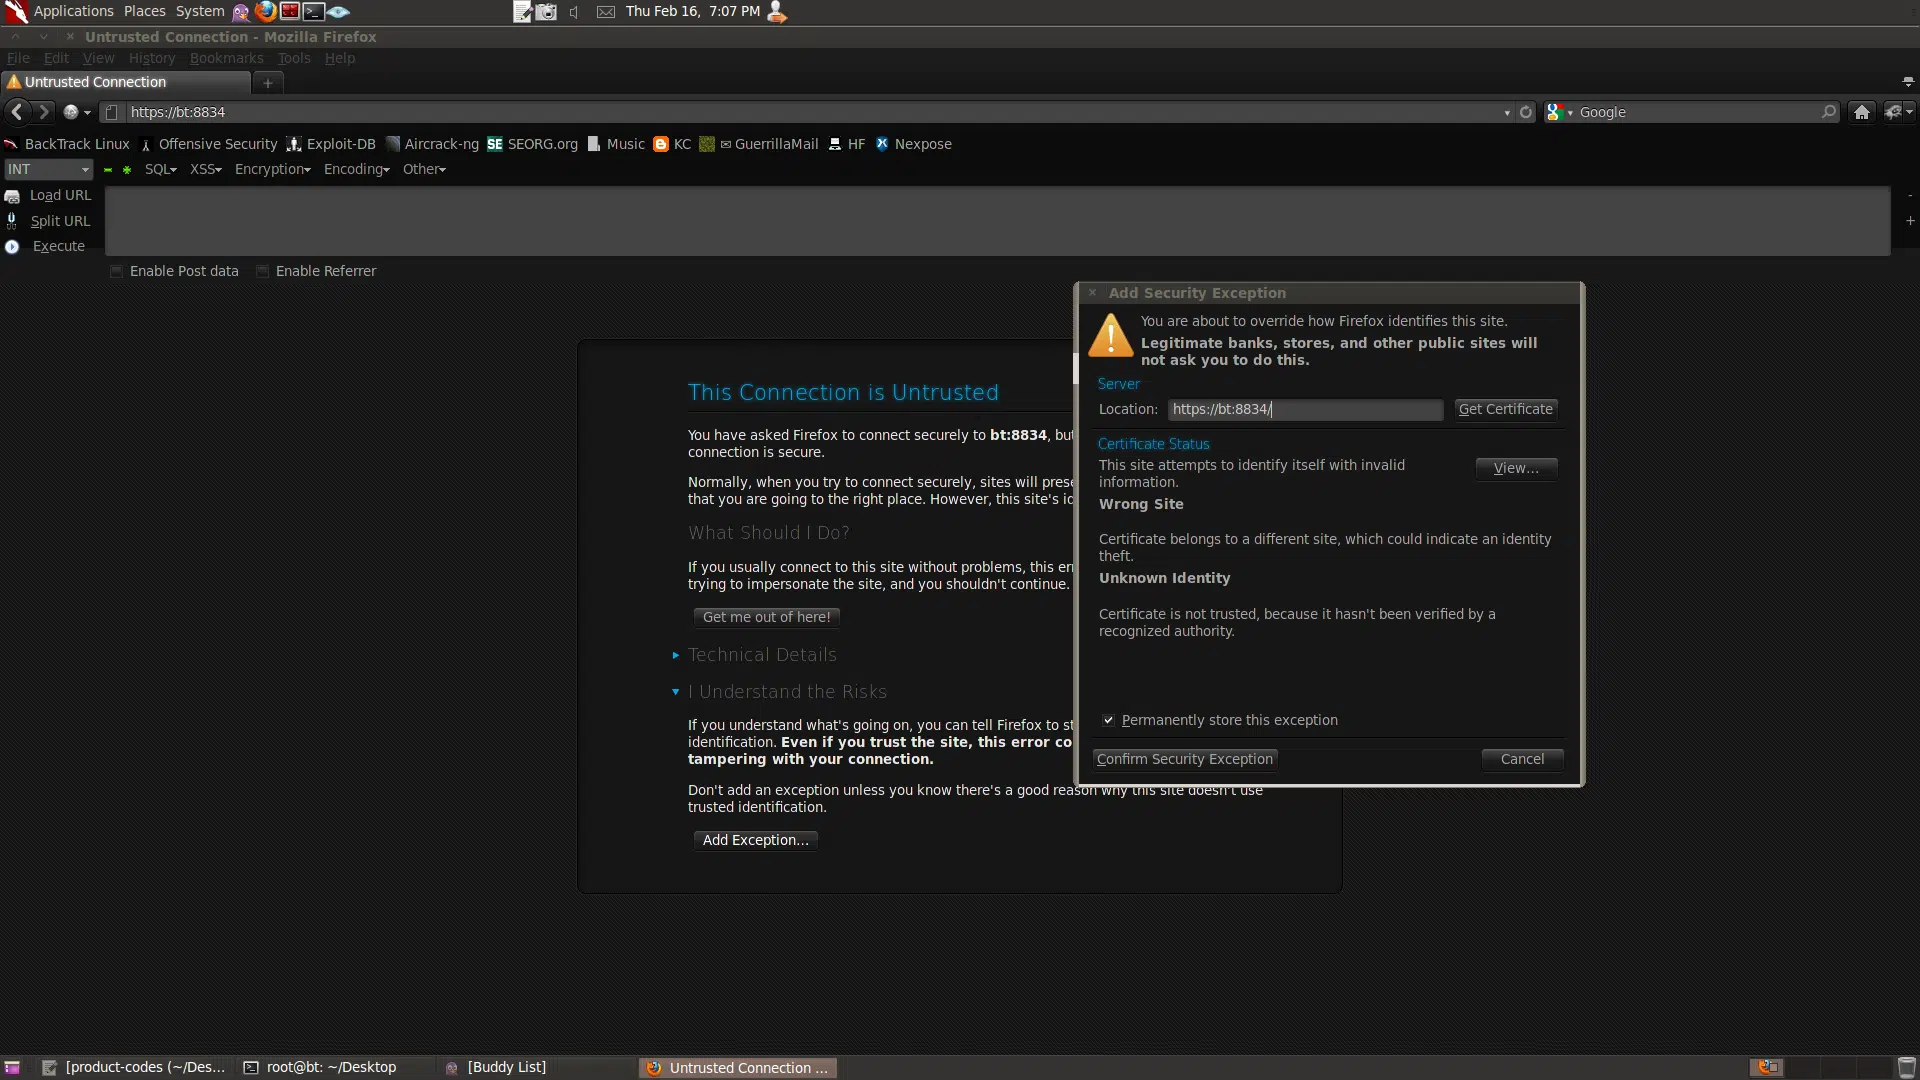 Applications Places System Thu Feb 16, 7:07 PM
Untrusted Connection - Mozilla Firefox
File Edit View History Bookmarks Tools Help
Untrusted Connection +
https://bt:8834 Google
BackTrack Linux Offensive Security Exploit-DB Aircrack-ng SE SEORG.org Music KC GuerrillaMail HF Nexpose
INT SQL XSS Encryption Encoding Other
Load URL
Split URL
Execute
Enable Post data Enable Referrer
This Connection is Untrusted
You have asked Firefox to connect securely to bt:8834, but
connection is secure.
Normally, when you try to connect securely, sites will prese
that you are going to the right place. However, this site's id
What Should I Do?
If you usually connect to this site without problems, this err
trying to impersonate the site, and you shouldn't continue.
Get me out of here!
Technical Details
I Understand the Risks
If you understand what's going on, you can tell Firefox to st
identification. Even if you trust the site, this error co
tampering with your connection.
Don't add an exception unless you know there's a good reason why this site doesn't use
trusted identification.
Add Exception...
Add Security Exception
You are about to override how Firefox identifies this site.
Legitimate banks, stores, and other public sites will
not ask you to do this.
Server
Location: https://bt:8834/ Get Certificate
Certificate Status
This site attempts to identify itself with invalid
information.
View...
Wrong Site
Certificate belongs to a different site, which could indicate an identity
theft.
Unknown Identity
Certificate is not trusted, because it hasn't been verified by a
recognized authority.
Permanently store this exception
Confirm Security Exception Cancel
[product-codes (~/Des... root@bt: ~/Desktop [Buddy List] Untrusted Connection ...